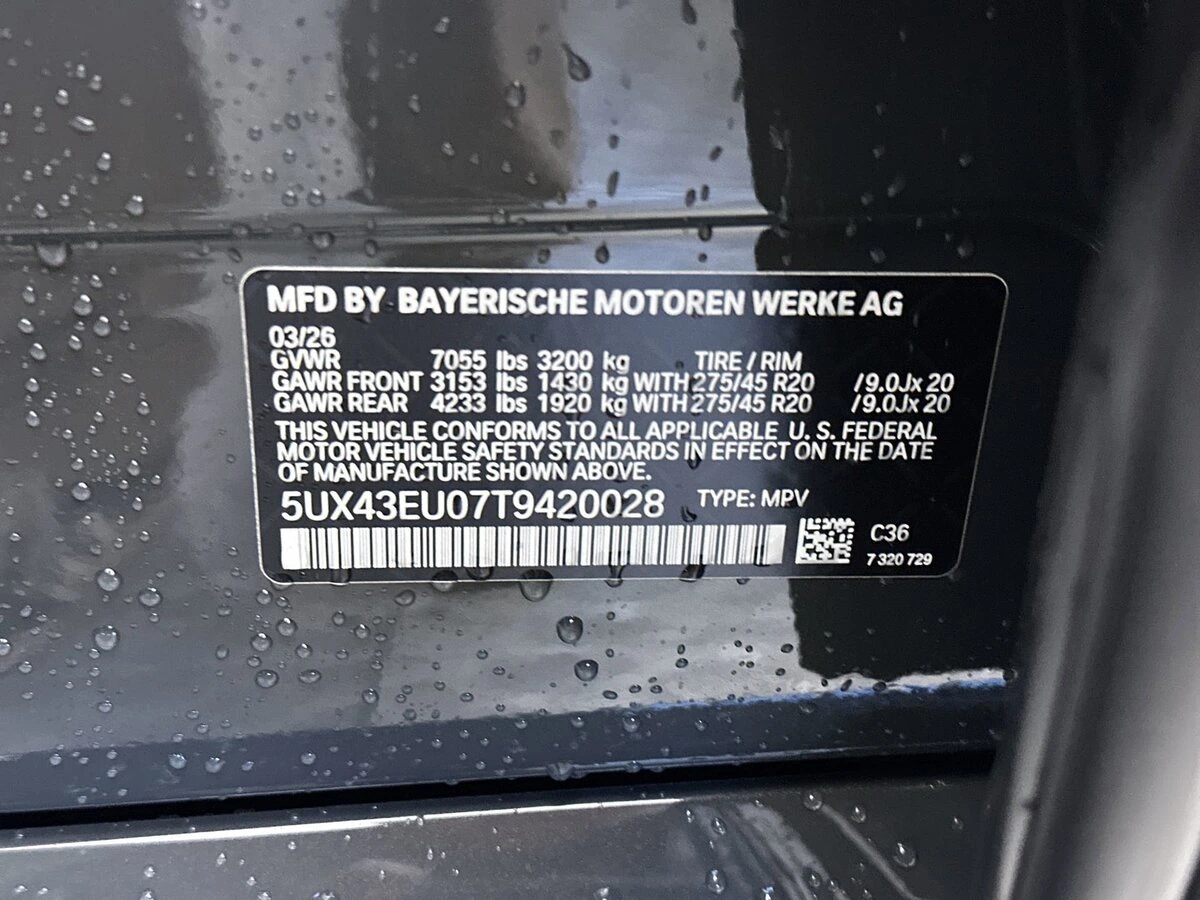 MFD BY BAYERISCHE MOTOREN WERKE AG
03/26
GVWR 7055 lbs 3200 kg TIRE / RIM
GAWR FRONT 3153 lbs 1430 kg WITH 275/45 R20 /9.0Jx 20
GAWR REAR 4233 lbs 1920 kg WITH 275/45 R20 /9.0Jx 20
THIS VEHICLE CONFORMS TO ALL APPLICABLE U. S. FEDERAL
MOTOR VEHICLE SAFETY STANDARDS IN EFFECT ON THE DATE
OF MANUFACTURE SHOWN ABOVE.
5UX43EU07T9420028 TYPE: MPV
C36
7 320 729